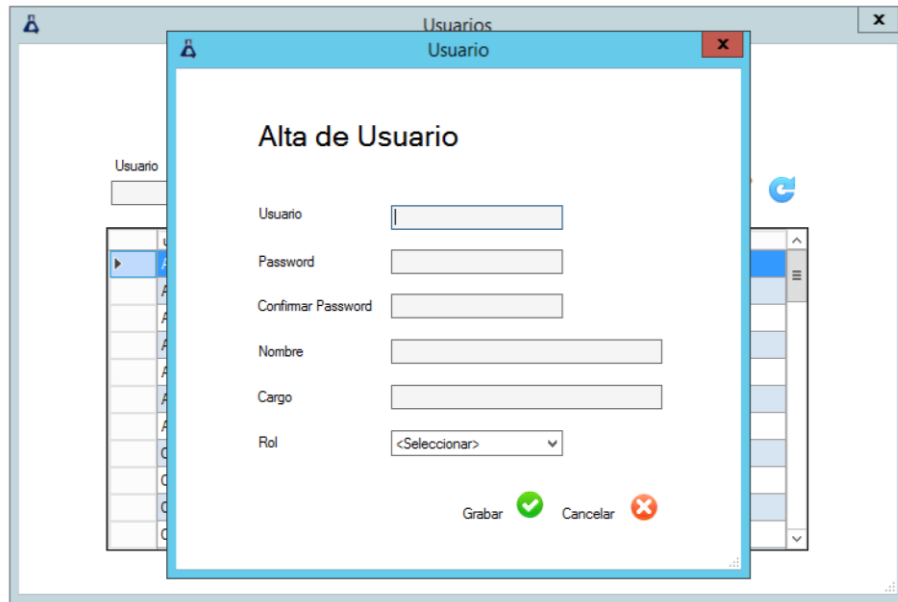 Usuarios
x
Usuario
x
Alta de Usuario
Usuario
Usuario
Password
Confirmar Password
Nombre
Cargo
Rol
<Seleccionar>
Grabar
Cancelar